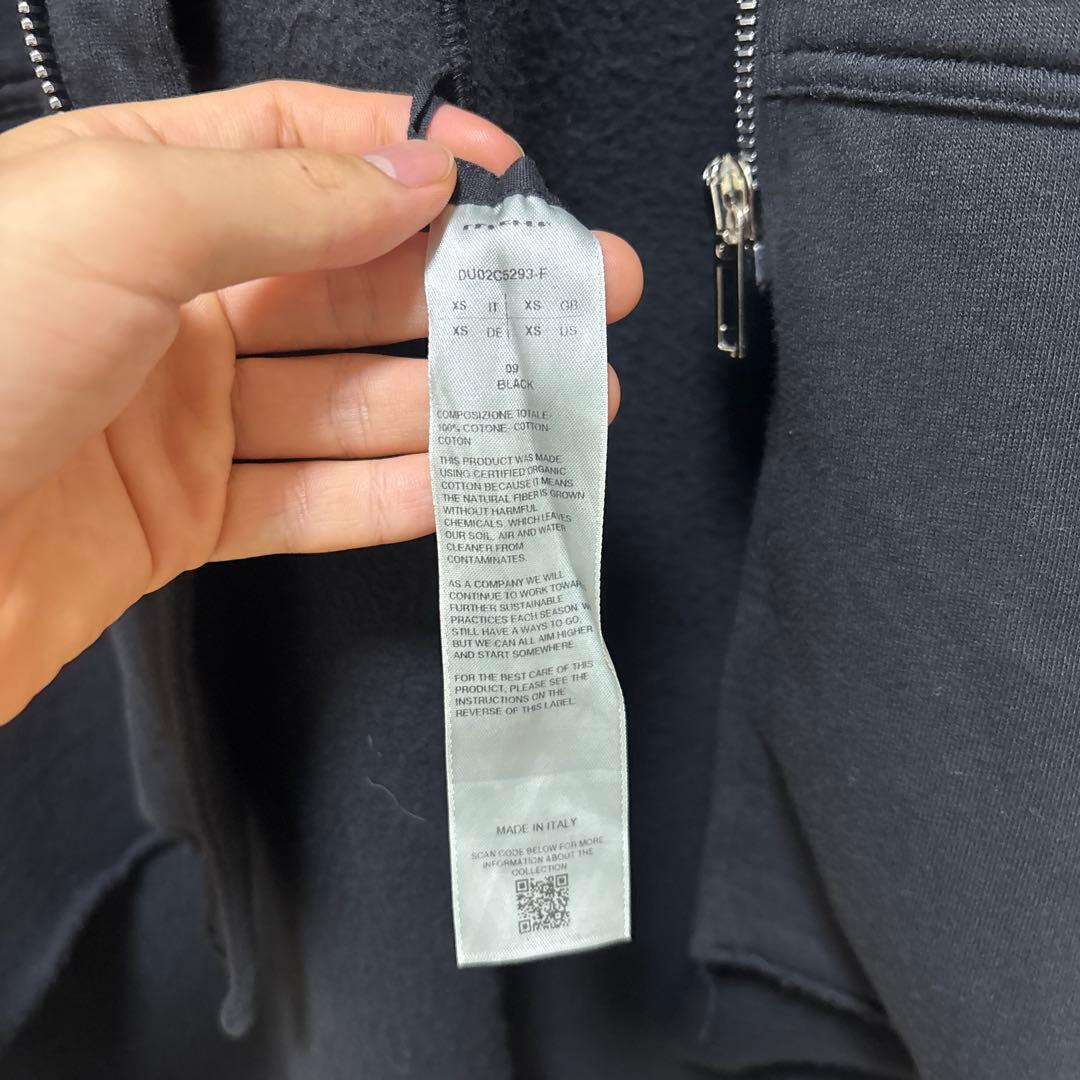 DU02C5293-F
XS IT XS GB
XS DE XS US
09
BLACK
COMPOSIZIONE TOTALE-
100% COTONE- COTTON-
COTON
THIS PRODUCT WAS MADE
USING CERTIFIED ORGANIC
COTTON BECAUSE IT MEANS
THE NATURAL FIBER IS GROWN
WITHOUT HARMFUL
CHEMICALS, WHICH LEAVES
OUR SOIL, AIR AND WATER
CLEANER FROM
CONTAMINATES.
AS A COMPANY WE WILL
CONTINUE TO WORK TOWAR
FURTHER SUSTAINABLE
PRACTICES EACH SEASON. W
STILL HAVE A WAYS TO GO,
BUT WE CAN ALL AIM HIGHER
AND START SOMEWHERE.
FOR THE BEST CARE OF THIS
PRODUCT, PLEASE SEE THE
INSTRUCTIONS ON THE
REVERSE OF THIS LABEL.
MADE IN ITALY
SCAN CODE BELOW FOR MORE
INFORMATION ABOUT THE
COLLECTION